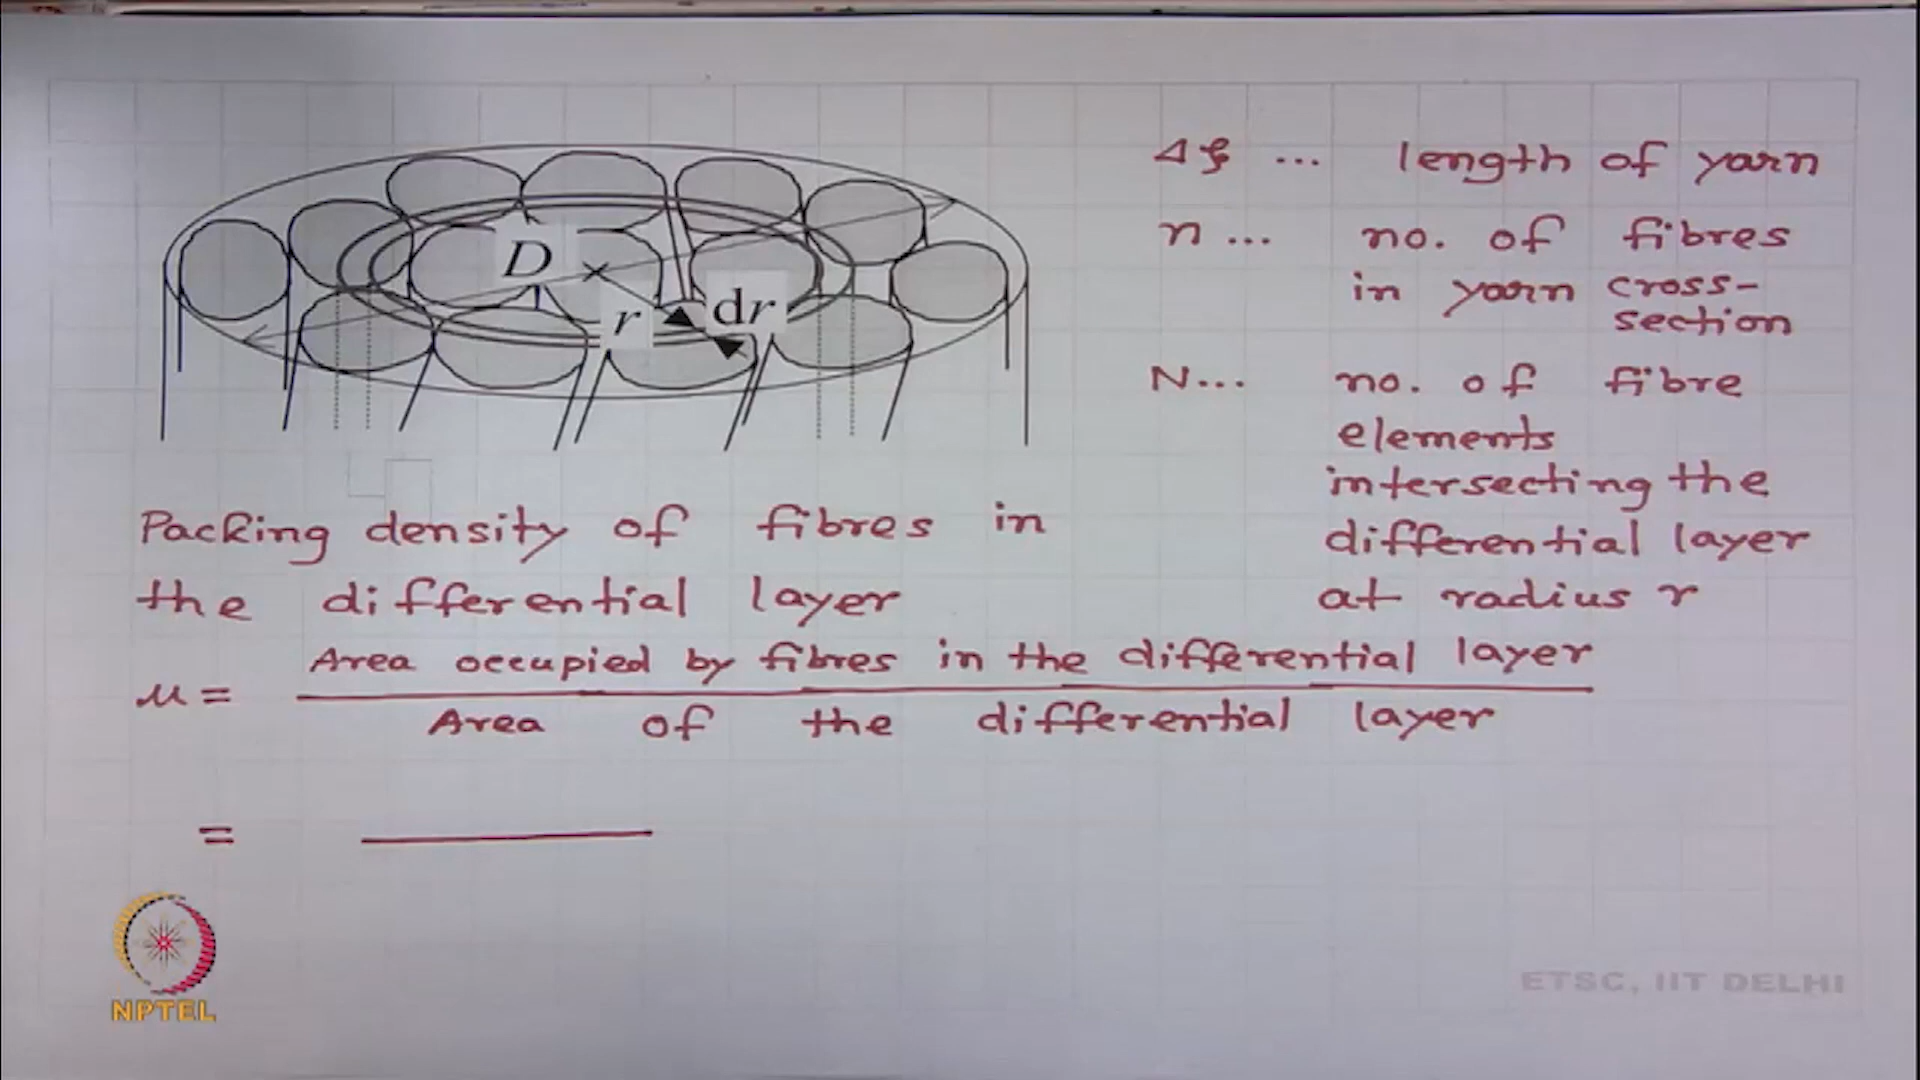 D
r
dr
Δξ ... length of yarn
n ... no. of fibres
in yarn cross-
section
N... no. of fibre
elements
intersecting the
differential layer
at radius r
Packing density of fibres in
the differential layer
μ = Area occupied by fibres in the differential layer
Area of the differential layer
=
NPTEL
ETSC, IIT DELHI